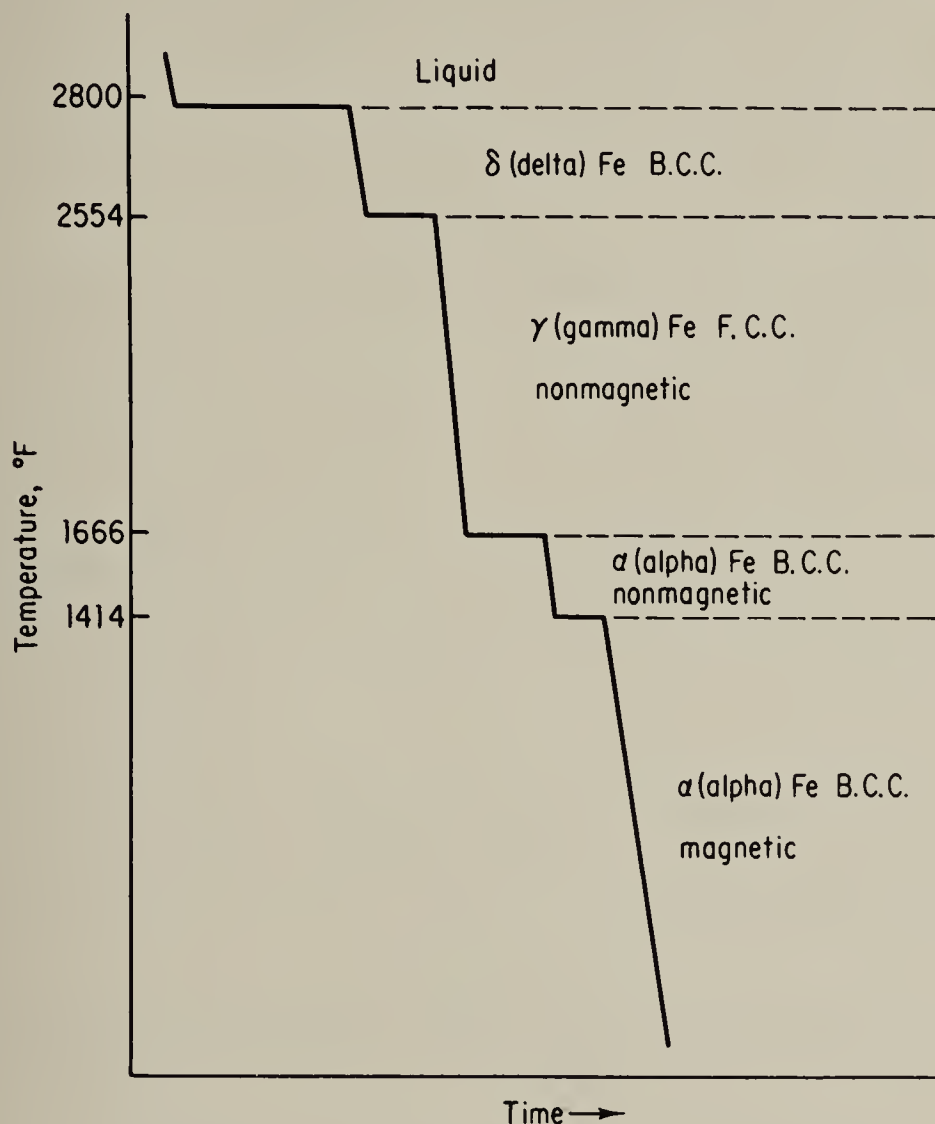 Liquid
2800
δ (delta) Fe B.C.C.
2554
γ (gamma) Fe F.C.C.
nonmagnetic
Temperature, °F
1666
α (alpha) Fe B.C.C.
nonmagnetic
1414
α (alpha) Fe B.C.C.
magnetic
Time →